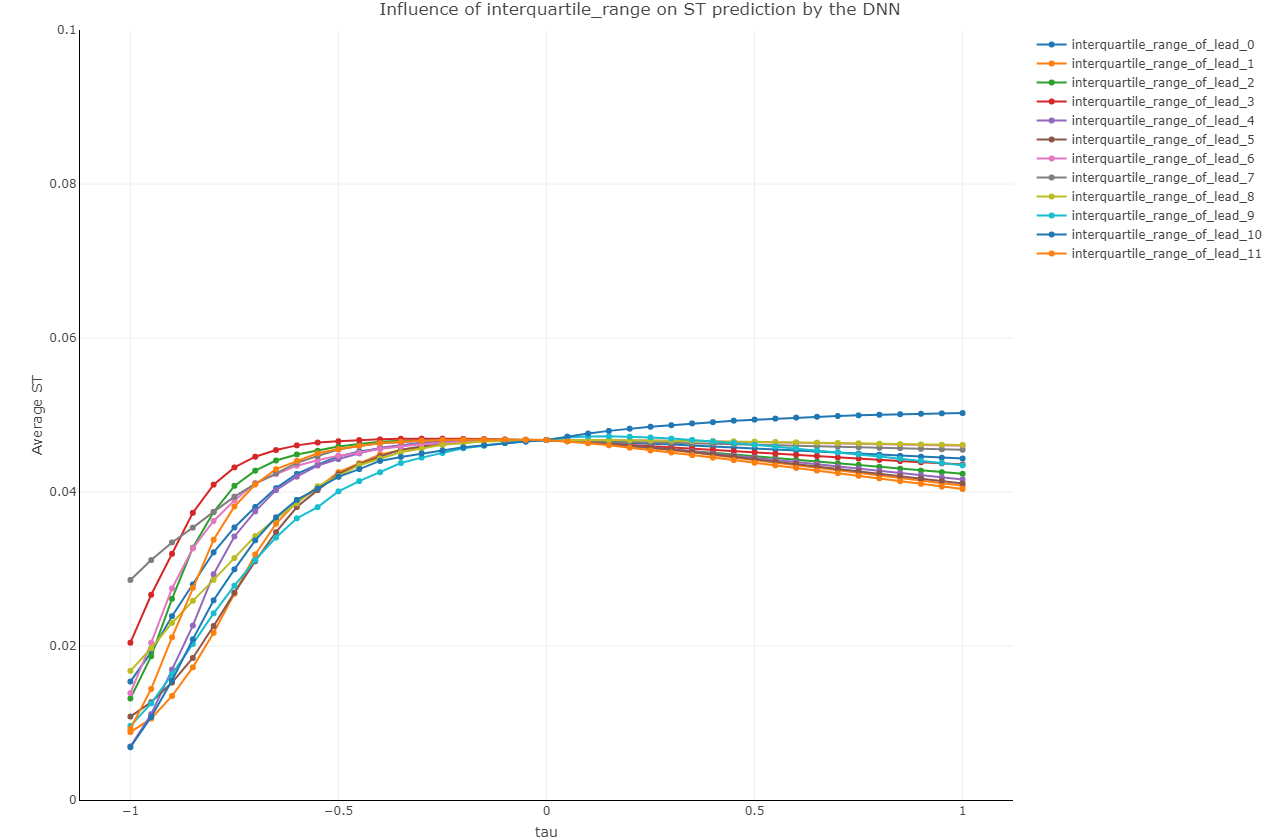 Influence of interquartile_range on ST prediction by the DNN
0.1
0.08
0.06
0.04
0.02
0
Average ST
−1
−0.5
0
0.5
1
tau
interquartile_range_of_lead_0
interquartile_range_of_lead_1
interquartile_range_of_lead_2
interquartile_range_of_lead_3
interquartile_range_of_lead_4
interquartile_range_of_lead_5
interquartile_range_of_lead_6
interquartile_range_of_lead_7
interquartile_range_of_lead_8
interquartile_range_of_lead_9
interquartile_range_of_lead_10
interquartile_range_of_lead_11